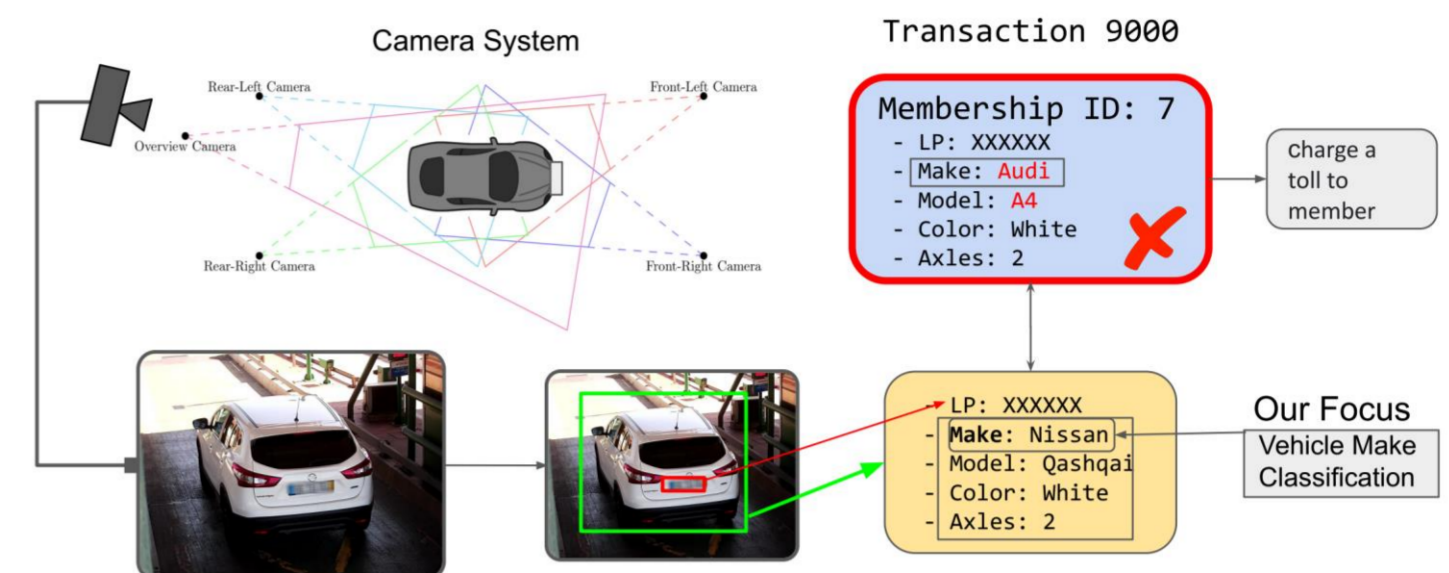 Camera System
Rear-Left Camera
Front-Left Camera
Overview Camera
Rear-Right Camera
Front-Right Camera
Transaction 9000
Membership ID: 7
- LP: XXXXXX
- Make: Audi
- Model: A4
- Color: White
- Axles: 2
charge a
toll to
member
- LP: XXXXXX
- Make: Nissan
- Model: Qashqai
- Color: White
- Axles: 2
Our Focus
Vehicle Make
Classification